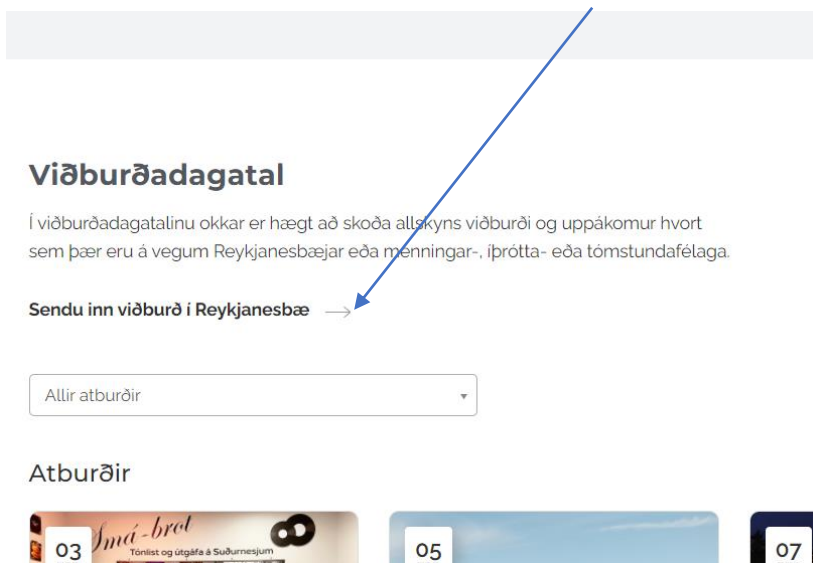 Viðburðadagatal
Í viðburðadagatalinu okkar er hægt að skoða allskyns viðburði og uppákomur hvort
sem þær eru á vegum Reykjanesbæjar eða menningar-, íþrótta- eða tómstundafélaga.
Sendu inn viðburð í Reykjanesbæ
Allir atburðir
Atburðir
Smá-brot
Tónlist og útgáfa á Suðurnesjum
03
05
07